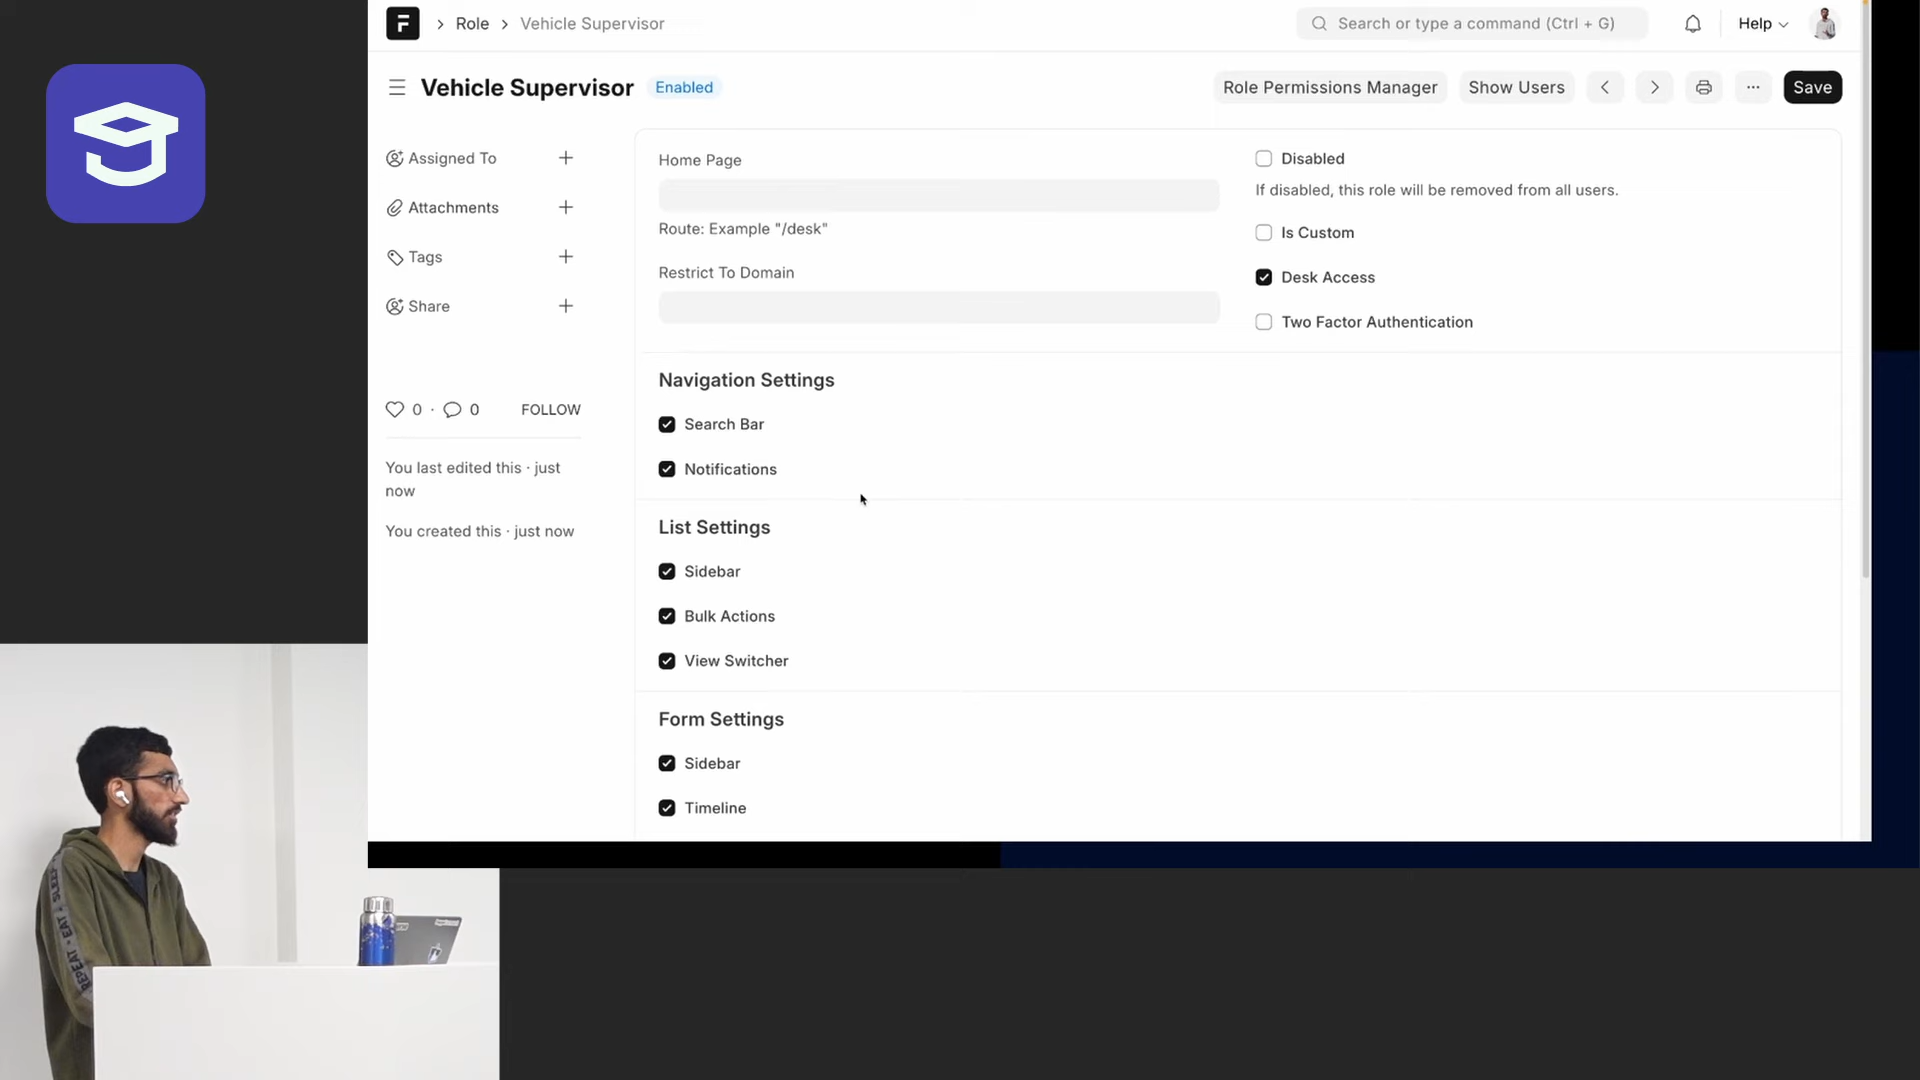 F
Role
Vehicle Supervisor
Search or type a command (Ctrl + G)
Help
Vehicle Supervisor
Enabled
Role Permissions Manager
Show Users
Save
Assigned To
Attachments
Tags
Share
0 · 0
FOLLOW
You last edited this · just
now
You created this · just now
Home Page
Route: Example "/desk"
Restrict To Domain
Disabled
If disabled, this role will be removed from all users.
Is Custom
Desk Access
Two Factor Authentication
Navigation Settings
Search Bar
Notifications
List Settings
Sidebar
Bulk Actions
View Switcher
Form Settings
Sidebar
Timeline
REPEAT • EAT • SLEEP